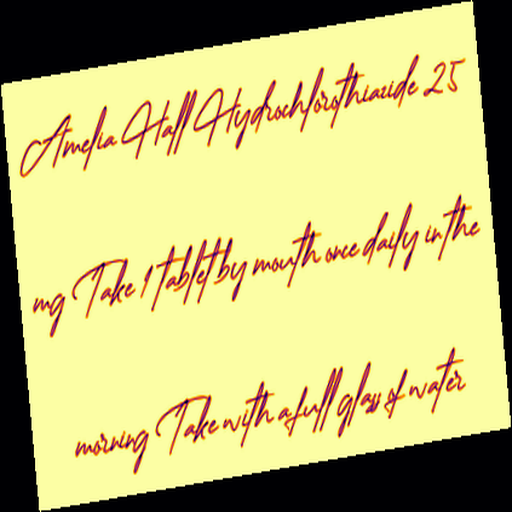 Amelia Hall Hydrochlorothiazide 25
mg Take 1 tablet by mouth once daily in the
morning Take with a full glass of water